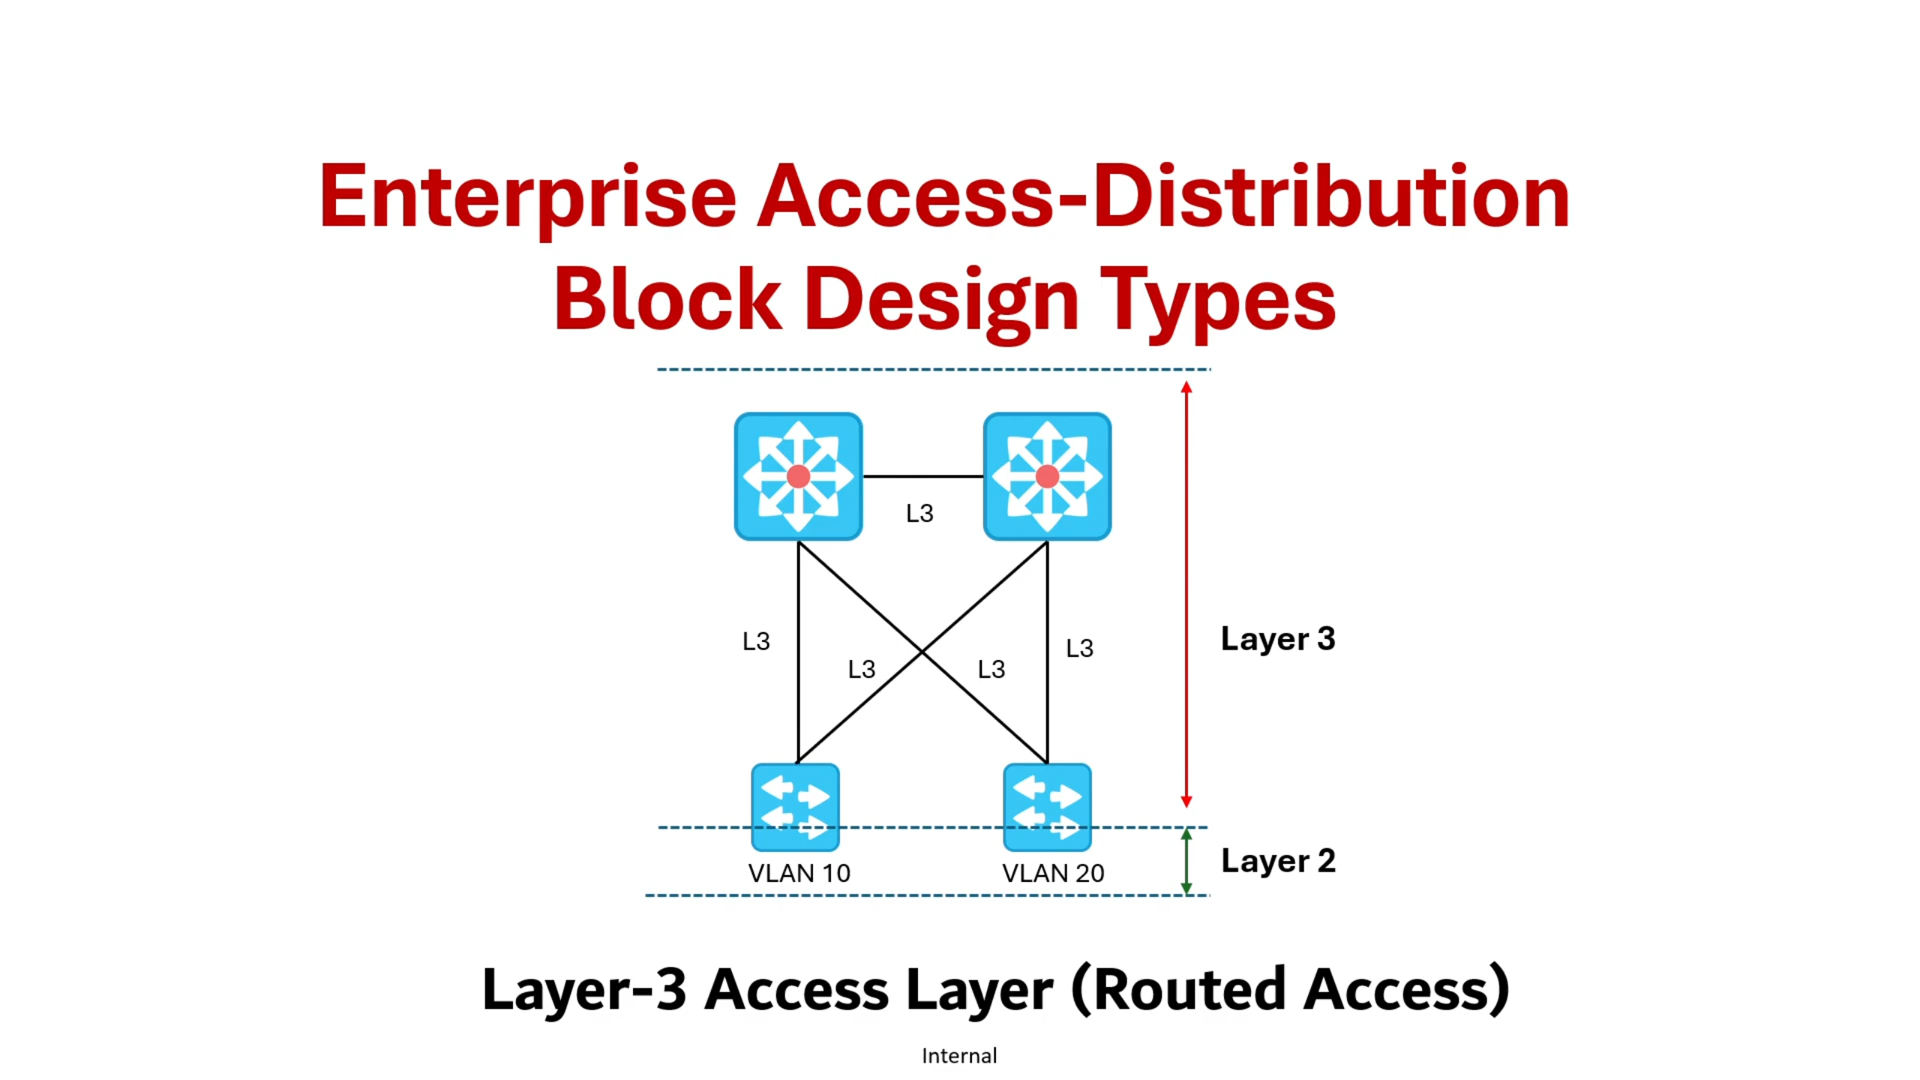 Enterprise Access-Distribution
Block Design Types
L3
L3
L3
L3
L3
Layer 3
VLAN 10
VLAN 20
Layer 2
Layer-3 Access Layer (Routed Access)
Internal